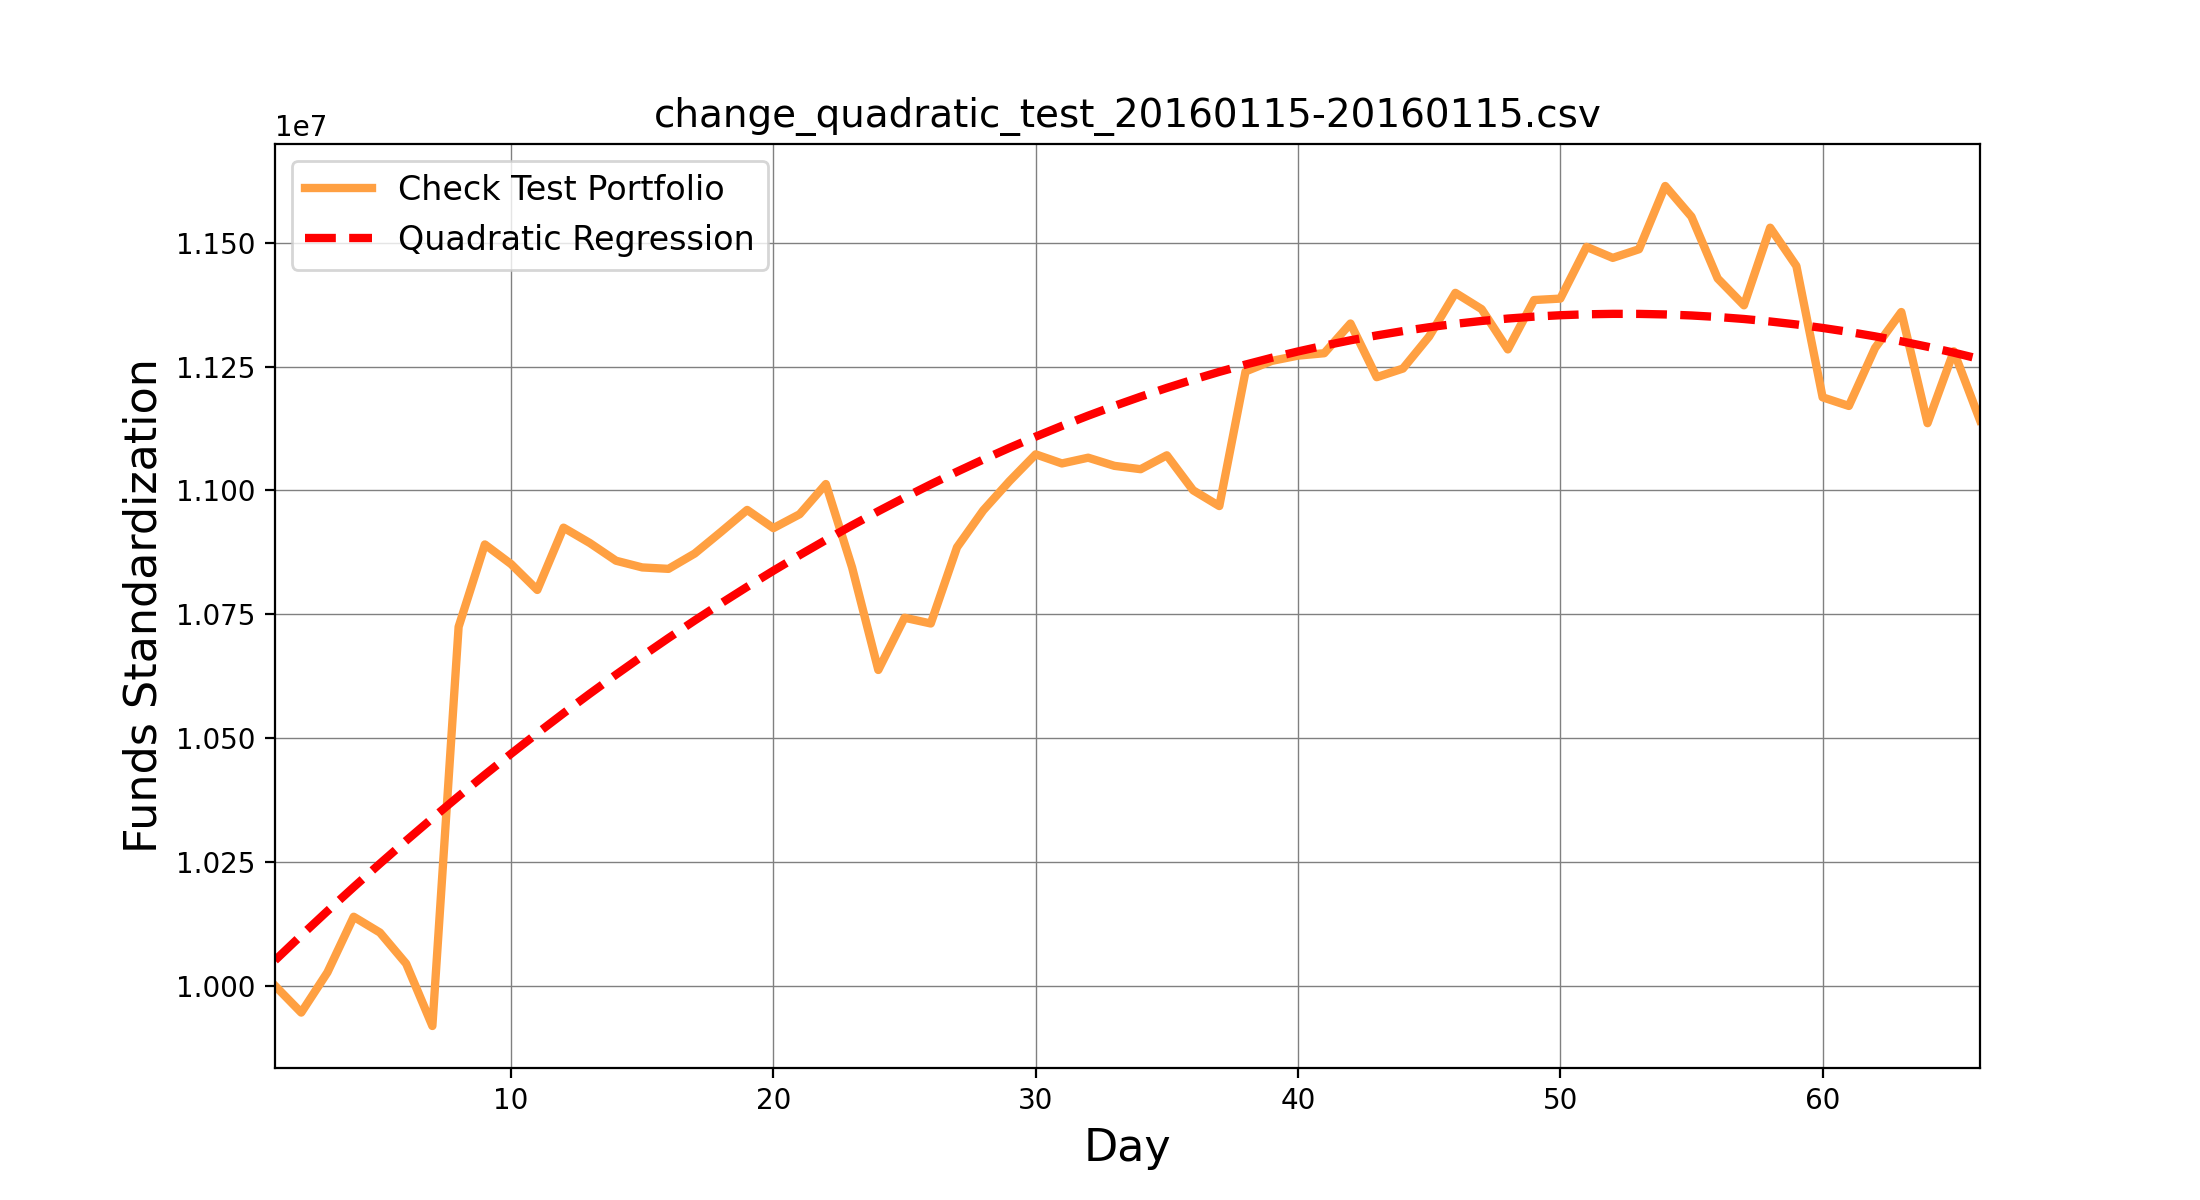 change_quadratic_test_20160115-20160115.csv
1e7
Check Test Portfolio
Quadratic Regression
1.150
1.125
1.100
1.075
1.050
1.025
1.000
Funds Standardization
10 20 30 40 50 60
Day